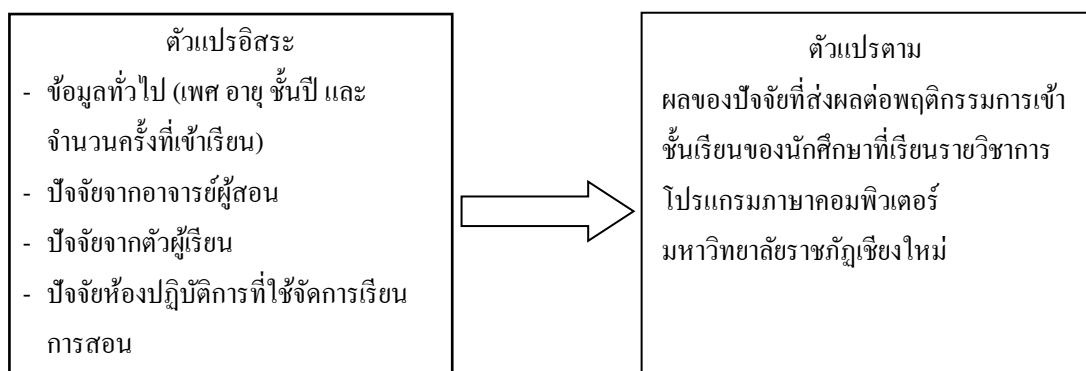 ตัวแปรอิสระ
- ข้อมูลทั่วไป (เพศ อายุ ชั้นปี และ
จำนวนครั้งที่เข้าเรียน)
- ปัจจัยจากอาจารย์ผู้สอน
- ปัจจัยจากตัวผู้เรียน
- ปัจจัยห้องปฏิบัติการที่ใช้จัดการเรียน
การสอน
ตัวแปรตาม
ผลของปัจจัยที่ส่งผลต่อพฤติกรรมการเข้า
ชั้นเรียนของนักศึกษาที่เรียนรายวิชาการ
โปรแกรมภาษาคอมพิวเตอร์
มหาวิทยาลัยราชภัฏเชียงใหม่